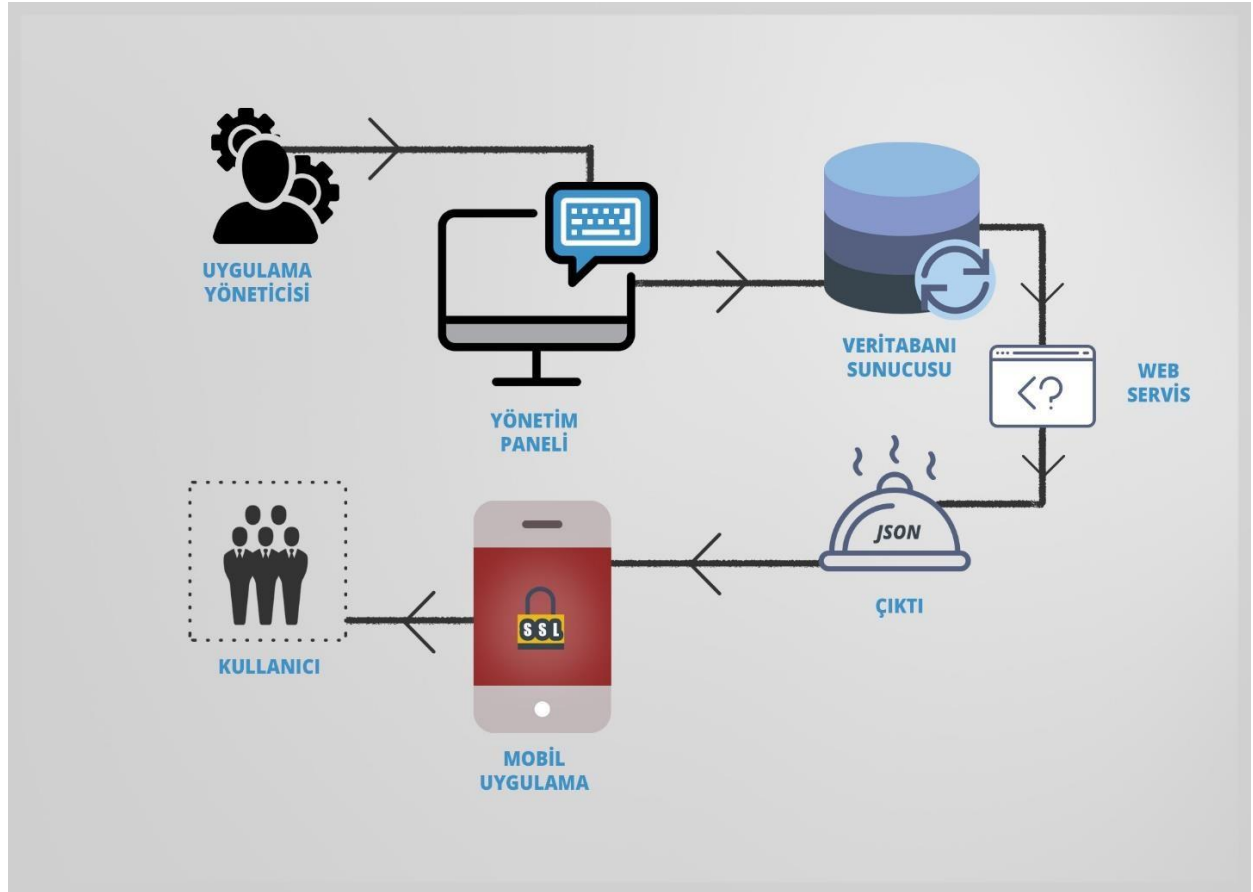 UYGULAMA
YÖNETİCİSİ
YÖNETİM
PANELİ
VERİTABANI
SUNUCUSU
<?
WEB
SERVİS
JSON
ÇIKTI
SSL
MOBİL
UYGULAMA
KULLANICI